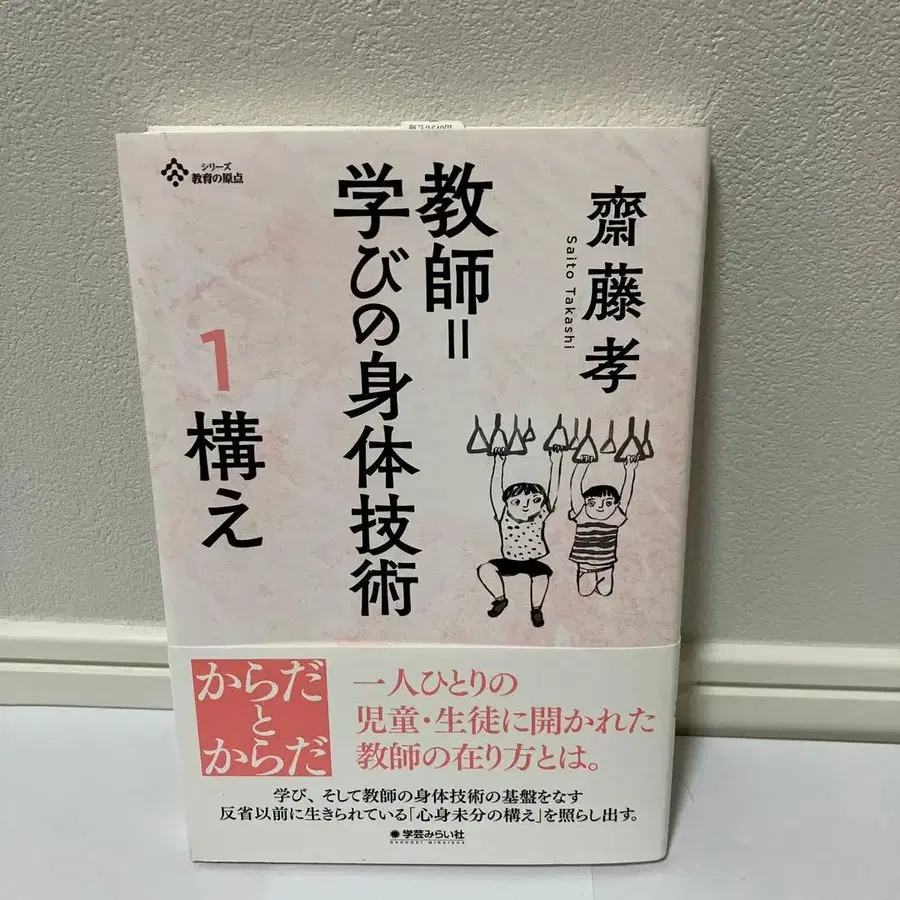 シリーズ
教育の原点
齋藤孝
Saito Takashi
教師=
学びの身体技術
1 構え
からだ
と
からだ
一人ひとりの
児童・生徒に開かれた
教師の在り方とは。
学び、そして教師の身体技術の基盤をなす
反省以前に生きられている「心身未分の構え」を照らし出す。
学芸みらい社
GAKUGEI MIRAISHA